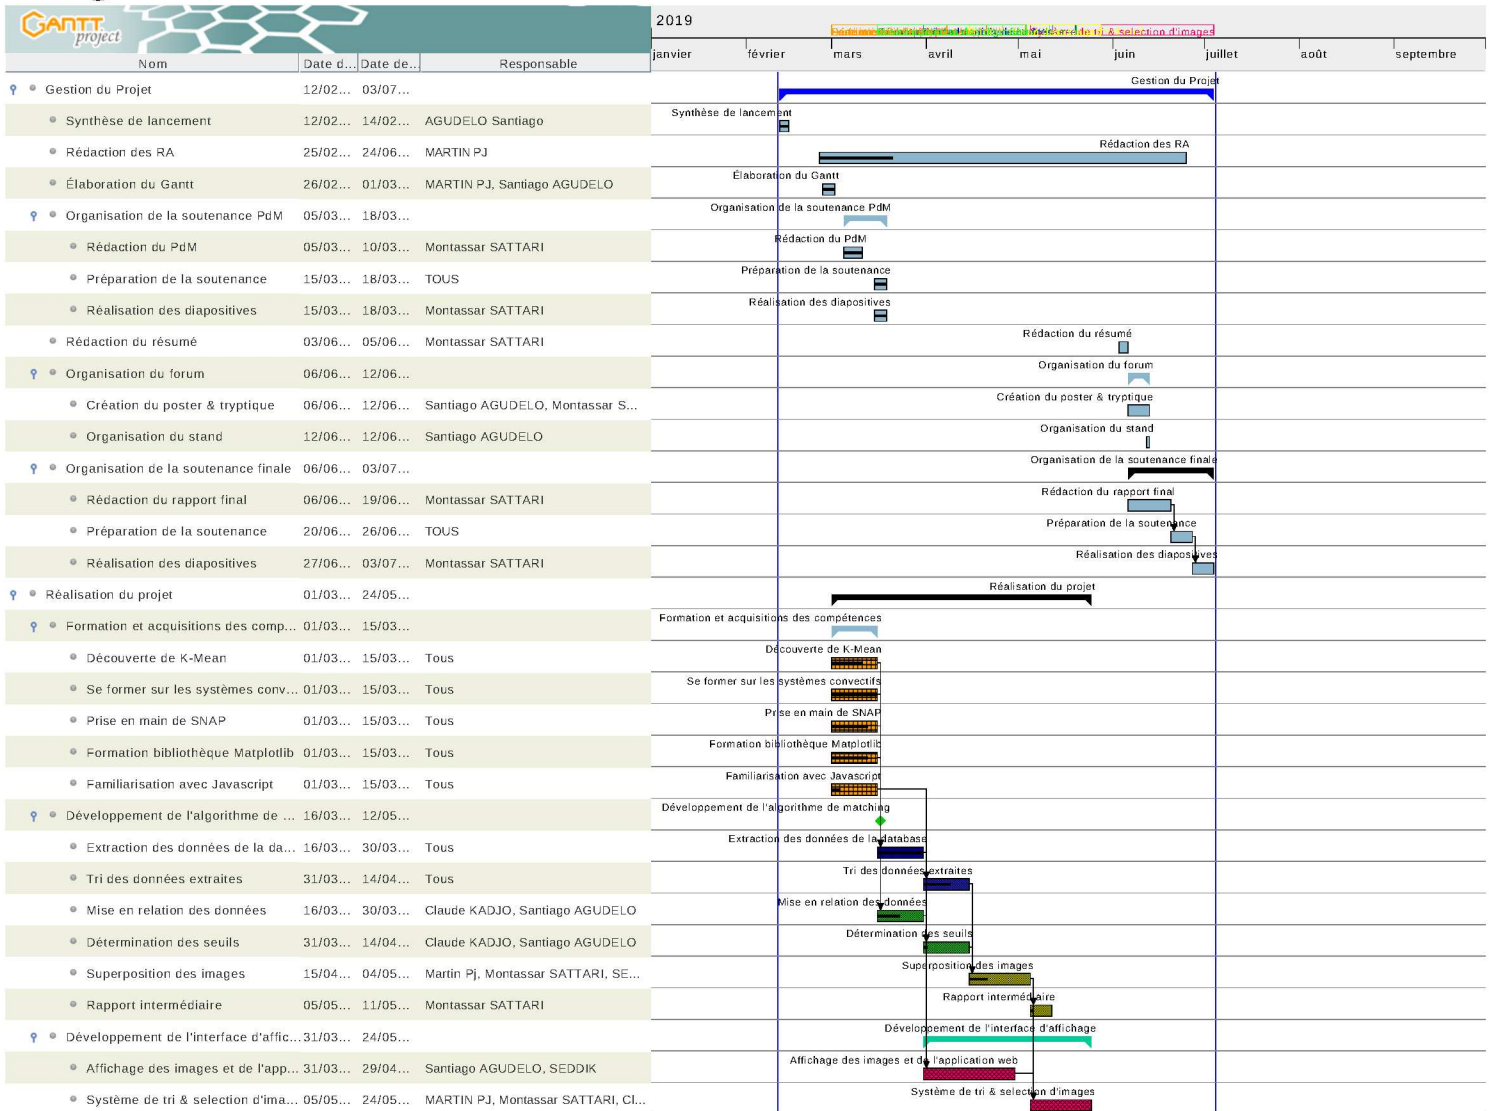 GANTT
project
2019
janvier février mars avril mai juin juillet août septembre
Nom Date d... Date de... Responsable
Gestion du Projet 12/02... 03/07... Gestion du Projet
Synthèse de lancement 12/02... 14/02... AGUDELO Santiago Synthèse de lancement
Rédaction des RA 25/02... 24/06... MARTIN PJ Rédaction des RA
Élaboration du Gantt 26/02... 01/03... MARTIN PJ, Santiago AGUDELO Élaboration du Gantt
Organisation de la soutenance PdM 05/03... 18/03... Organisation de la soutenance PdM
Rédaction du PdM 05/03... 10/03... Montassar SATTARI Rédaction du PdM
Préparation de la soutenance 15/03... 18/03... TOUS Préparation de la soutenance
Réalisation des diapositives 15/03... 18/03... Montassar SATTARI Réalisation des diapositives
Rédaction du résumé 03/06... 05/06... Montassar SATTARI Rédaction du résumé
Organisation du forum 06/06... 12/06... Organisation du forum
Création du poster & tryptique 06/06... 12/06... Santiago AGUDELO, Montassar S... Création du poster & tryptique
Organisation du stand 12/06... 12/06... Santiago AGUDELO Organisation du stand
Organisation de la soutenance finale 06/06... 03/07... Organisation de la soutenance finale
Rédaction du rapport final 06/06... 19/06... Montassar SATTARI Rédaction du rapport final
Préparation de la soutenance 20/06... 26/06... TOUS Préparation de la soutenance
Réalisation des diapositives 27/06... 03/07... Montassar SATTARI Réalisation des diapositives
Réalisation du projet 01/03... 24/05... Réalisation du projet
Formation et acquisitions des comp... 01/03... 15/03... Formation et acquisitions des compétences
Découverte de K-Mean 01/03... 15/03... Tous Découverte de K-Mean
Se former sur les systèmes conv... 01/03... 15/03... Tous Se former sur les systèmes convectifs
Prise en main de SNAP 01/03... 15/03... Tous Prise en main de SNAP
Formation bibliothèque Matplotlib 01/03... 15/03... Tous Formation bibliothèque Matplotlib
Familiarisation avec Javascript 01/03... 15/03... Tous Familiarisation avec Javascript
Développement de l'algorithme de ... 16/03... 12/05... Développement de l'algorithme de matching
Extraction des données de la da... 16/03... 30/03... Tous Extraction des données de la database
Tri des données extraites 31/03... 14/04... Tous Tri des données extraites
Mise en relation des données 16/03... 30/03... Claude KADJO, Santiago AGUDELO Mise en relation des données
Détermination des seuils 31/03... 14/04... Claude KADJO, Santiago AGUDELO Détermination des seuils
Superposition des images 15/04... 04/05... Martin Pj, Montassar SATTARI, SE... Superposition des images
Rapport intermédiaire 05/05... 11/05... Montassar SATTARI Rapport intermédiaire
Développement de l'interface d'affic... 31/03... 24/05... Développement de l'interface d'affichage
Affichage des images et de l'app... 31/03... 29/04... Santiago AGUDELO, SEDDIK Affichage des images et de l'application web
Système de tri & selection d'ima... 05/05... 24/05... MARTIN PJ, Montassar SATTARI, Cl... Système de tri & selection d'images